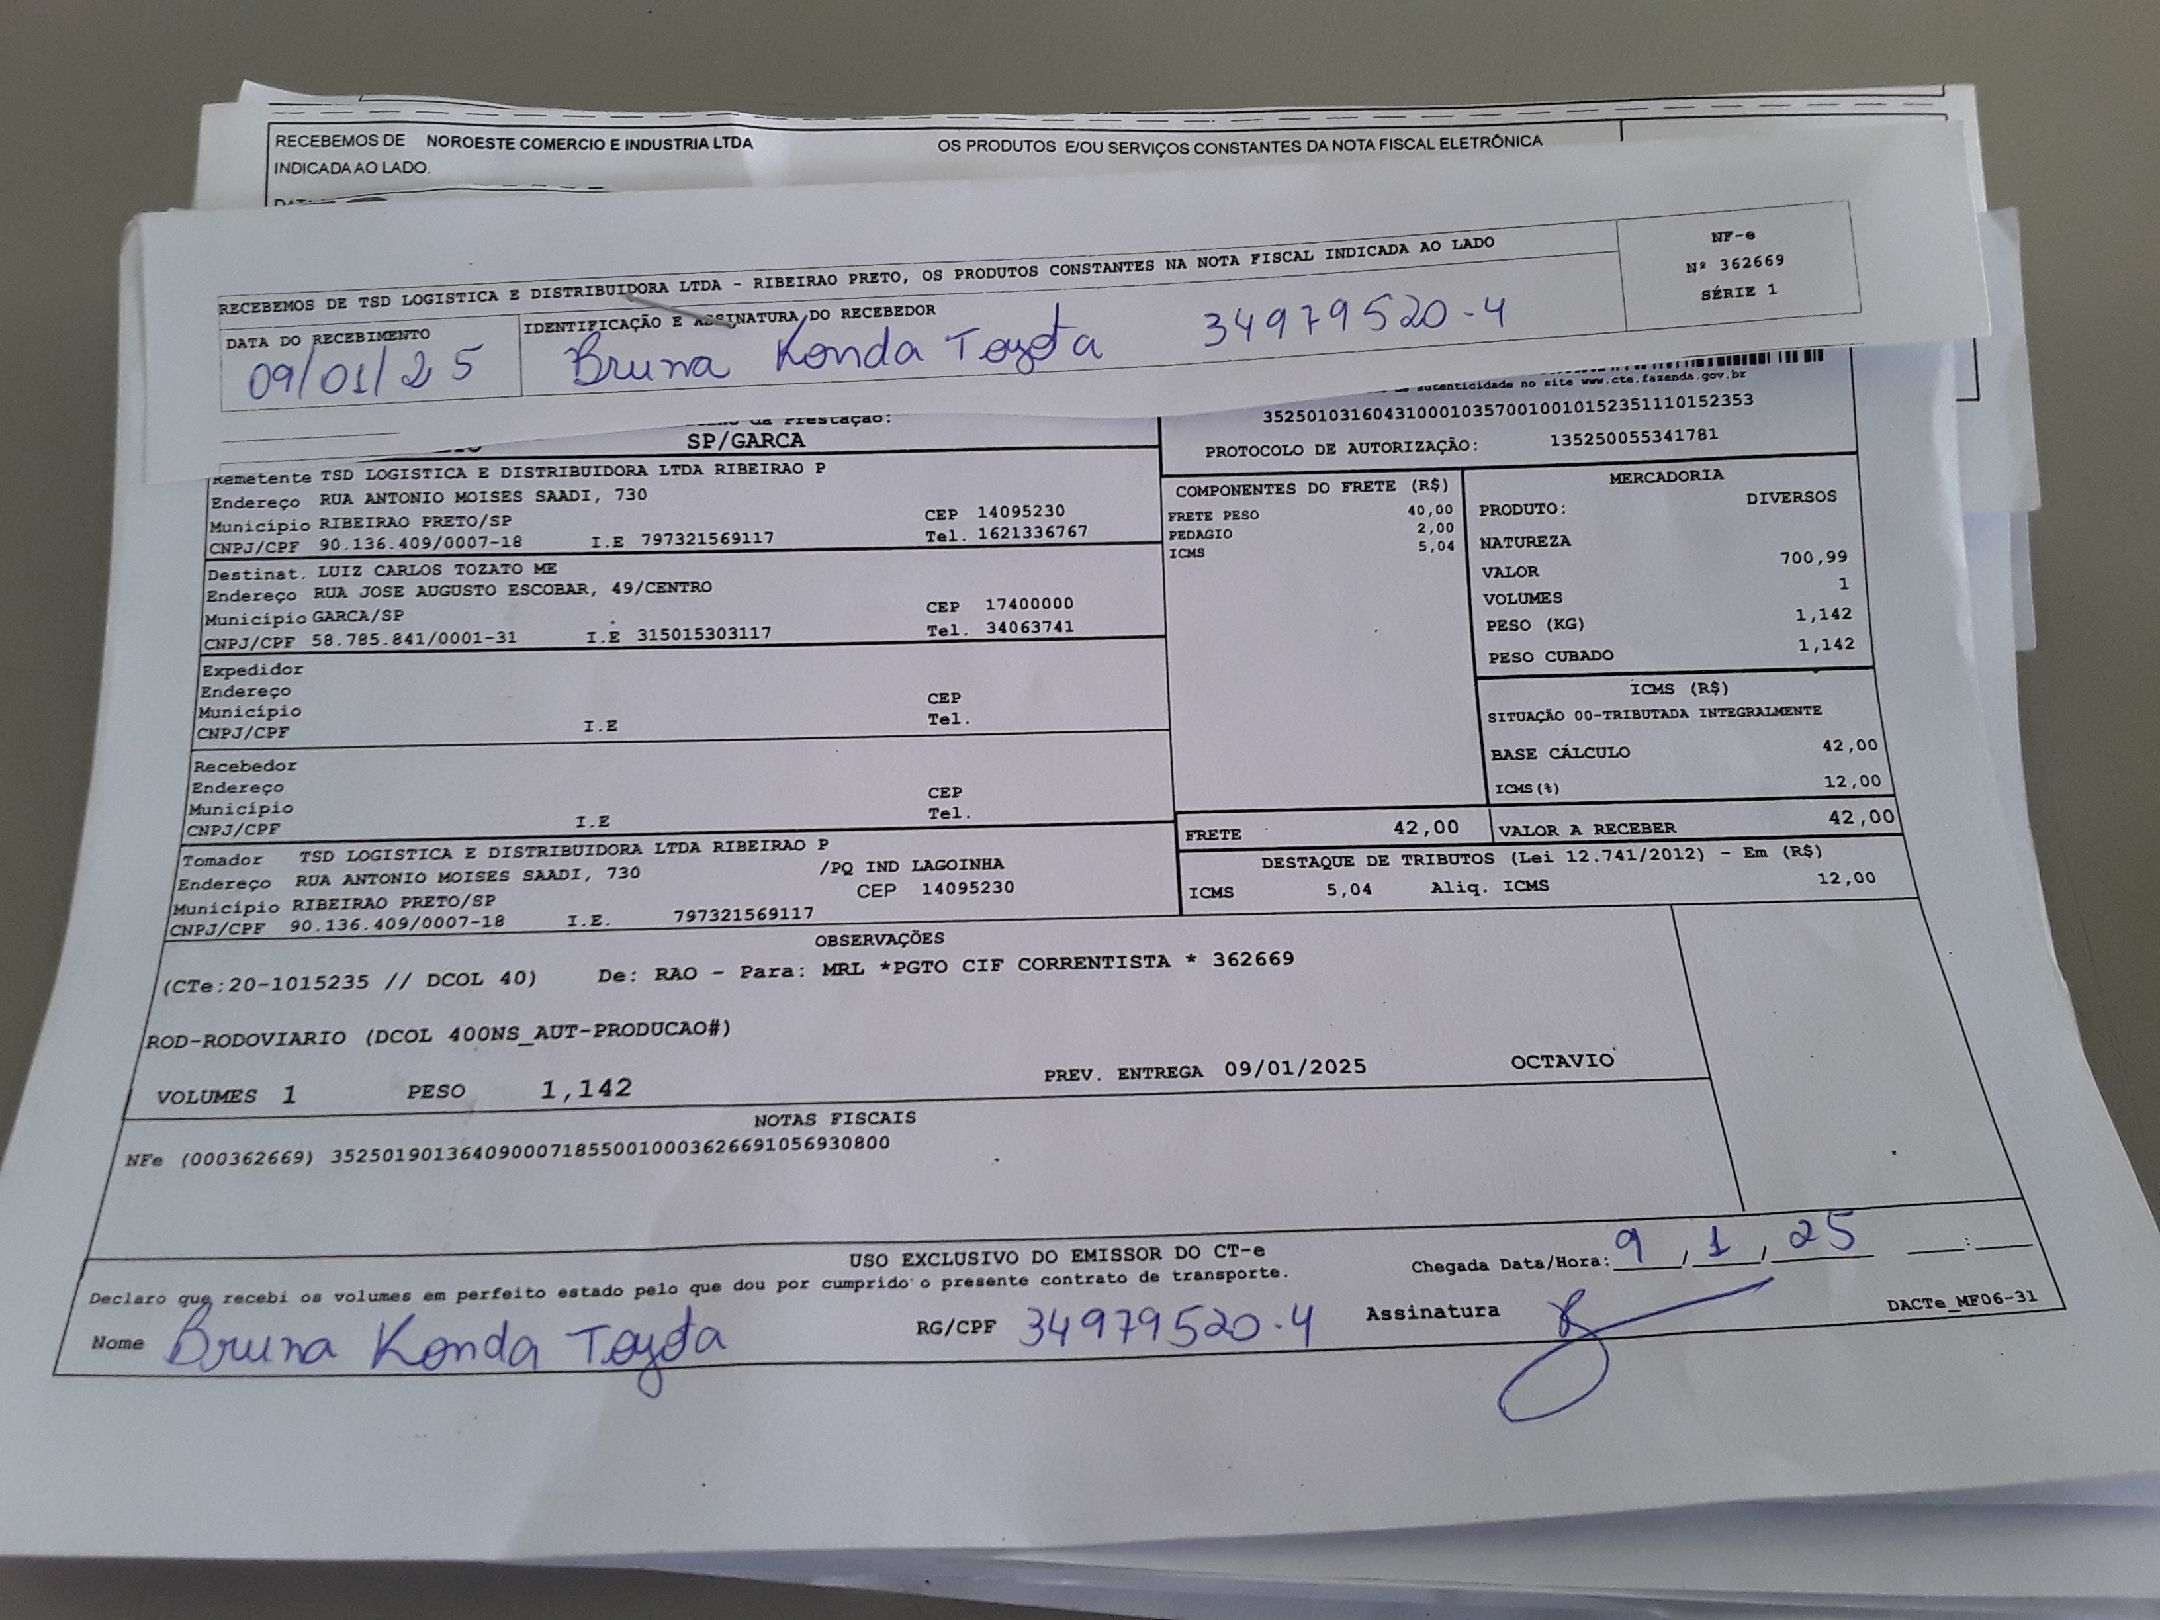 RECEBEMOS DE NOROESTE COMERCIO E INDUSTRIA LTDA OS PRODUTOS E/OU SERVIÇOS CONSTANTES DA NOTA FISCAL ELETRÔNICA
INDICADA AO LADO.
RECEBEMOS DE TSD LOGISTICA E DISTRIBUIDORA LTDA - RIBEIRAO PRETO, OS PRODUTOS CONSTANTES NA NOTA FISCAL INDICADA AO LADO
NF-e
Nº 362669
SÉRIE 1
DATA DO RECEBIMENTO
09/01/25
IDENTIFICAÇÃO E ASSINATURA DO RECEBEDOR
Bruna Konda Toyota 34979520-4
autenticidade no site www.cte.fazenda.gov.br
35250103160431000103570010010152351110152353
PROTOCOLO DE AUTORIZAÇÃO: 135250055341781
da Prestação:
SP/GARCA
Remetente TSD LOGISTICA E DISTRIBUIDORA LTDA RIBEIRAO P
Endereço RUA ANTONIO MOISES SAADI, 730
Município RIBEIRAO PRETO/SP CEP 14095230
CNPJ/CPF 90.136.409/0007-18 I.E 797321569117 Tel. 1621336767
Destinat. LUIZ CARLOS TOZATO ME
Endereço RUA JOSE AUGUSTO ESCOBAR, 49/CENTRO
Município GARCA/SP CEP 17400000
CNPJ/CPF 58.785.841/0001-31 I.E 315015303117 Tel. 34063741
Expedidor
Endereço
Município CEP
CNPJ/CPF I.E Tel.
Recebedor
Endereço
Município CEP
CNPJ/CPF I.E Tel.
Tomador TSD LOGISTICA E DISTRIBUIDORA LTDA RIBEIRAO P
Endereço RUA ANTONIO MOISES SAADI, 730 /PQ IND LAGOINHA
Município RIBEIRAO PRETO/SP CEP 14095230
CNPJ/CPF 90.136.409/0007-18 I.E. 797321569117
COMPONENTES DO FRETE (R$)
FRETE PESO 40,00
PEDAGIO 2,00
ICMS 5,04
MERCADORIA
PRODUTO: DIVERSOS
NATUREZA
VALOR 700,99
VOLUMES 1
PESO (KG) 1,142
PESO CUBADO 1,142
ICMS (R$)
SITUAÇÃO 00-TRIBUTADA INTEGRALMENTE
BASE CÁLCULO 42,00
ICMS(%) 12,00
FRETE 42,00 VALOR A RECEBER 42,00
DESTAQUE DE TRIBUTOS (Lei 12.741/2012) - Em (R$)
ICMS 5,04 Aliq. ICMS 12,00
OBSERVAÇÕES
(CTe:20-1015235 // DCOL 40) De: RAO - Para: MRL *PGTO CIF CORRENTISTA * 362669
ROD-RODOVIARIO (DCOL 400NS_AUT-PRODUCAO#)
VOLUMES 1 PESO 1,142 PREV. ENTREGA 09/01/2025 OCTAVIO
NOTAS FISCAIS
NFe (000362669) 35250190136409000718550010003626691056930800
USO EXCLUSIVO DO EMISSOR DO CT-e
Declaro que recebi os volumes em perfeito estado pelo que dou por cumprido o presente contrato de transporte.
Chegada Data/Hora: 9 / 1 / 25 :
Nome Bruna Konda Toyota RG/CPF 34979520-4 Assinatura
DACTe_MF06-31